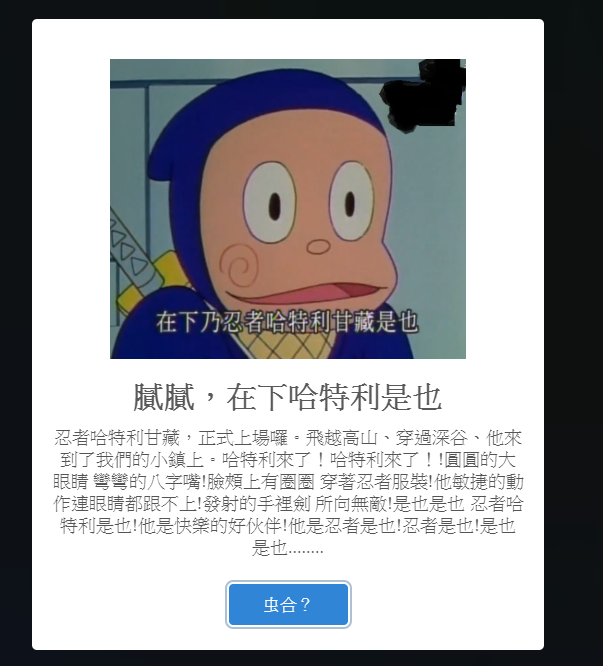 在下乃忍者哈特利甘藏是也
膩膩，在下哈特利是也
忍者哈特利甘藏，正式上場囉。飛越高山、穿過深谷、他來
到了我們的小鎮上。哈特利來了！哈特利來了！!圓圓的大
眼睛 彎彎的八字嘴!臉頰上有圈圈 穿著忍者服裝!他敏捷的動
作連眼睛都跟不上!發射的手裡劍 所向無敵!是也是也 忍者哈
特利是也!他是快樂的好伙伴!他是忍者是也!忍者是也!是也
是也........
虫合？